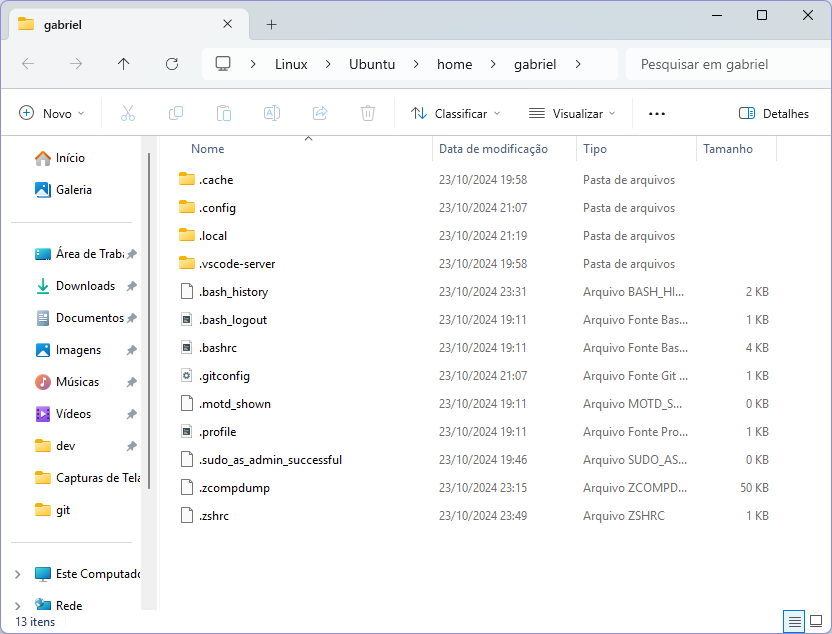 gabriel
Linux Ubuntu home gabriel Pesquisar em gabriel
Novo Classificar Visualizar Detalhes
Nome Data de modificação Tipo Tamanho
Início
Galeria
Área de Traba
Downloads
Documentos
Imagens
Músicas
Vídeos
dev
Capturas de Tela
git
Este Computado
Rede
.cache 23/10/2024 19:58 Pasta de arquivos
.config 23/10/2024 21:07 Pasta de arquivos
.local 23/10/2024 21:19 Pasta de arquivos
.vscode-server 23/10/2024 19:58 Pasta de arquivos
.bash_history 23/10/2024 23:31 Arquivo BASH_HI... 2 KB
.bash_logout 23/10/2024 19:11 Arquivo Fonte Bas... 1 KB
.bashrc 23/10/2024 19:11 Arquivo Fonte Bas... 4 KB
.gitconfig 23/10/2024 21:07 Arquivo Fonte Git ... 1 KB
.motd_shown 23/10/2024 19:11 Arquivo MOTD_S... 0 KB
.profile 23/10/2024 19:11 Arquivo Fonte Pro... 1 KB
.sudo_as_admin_successful 23/10/2024 19:46 Arquivo SUDO_AS... 0 KB
.zcompdump 23/10/2024 23:15 Arquivo ZCOMPD... 50 KB
.zshrc 23/10/2024 23:49 Arquivo ZSHRC 1 KB
13 itens